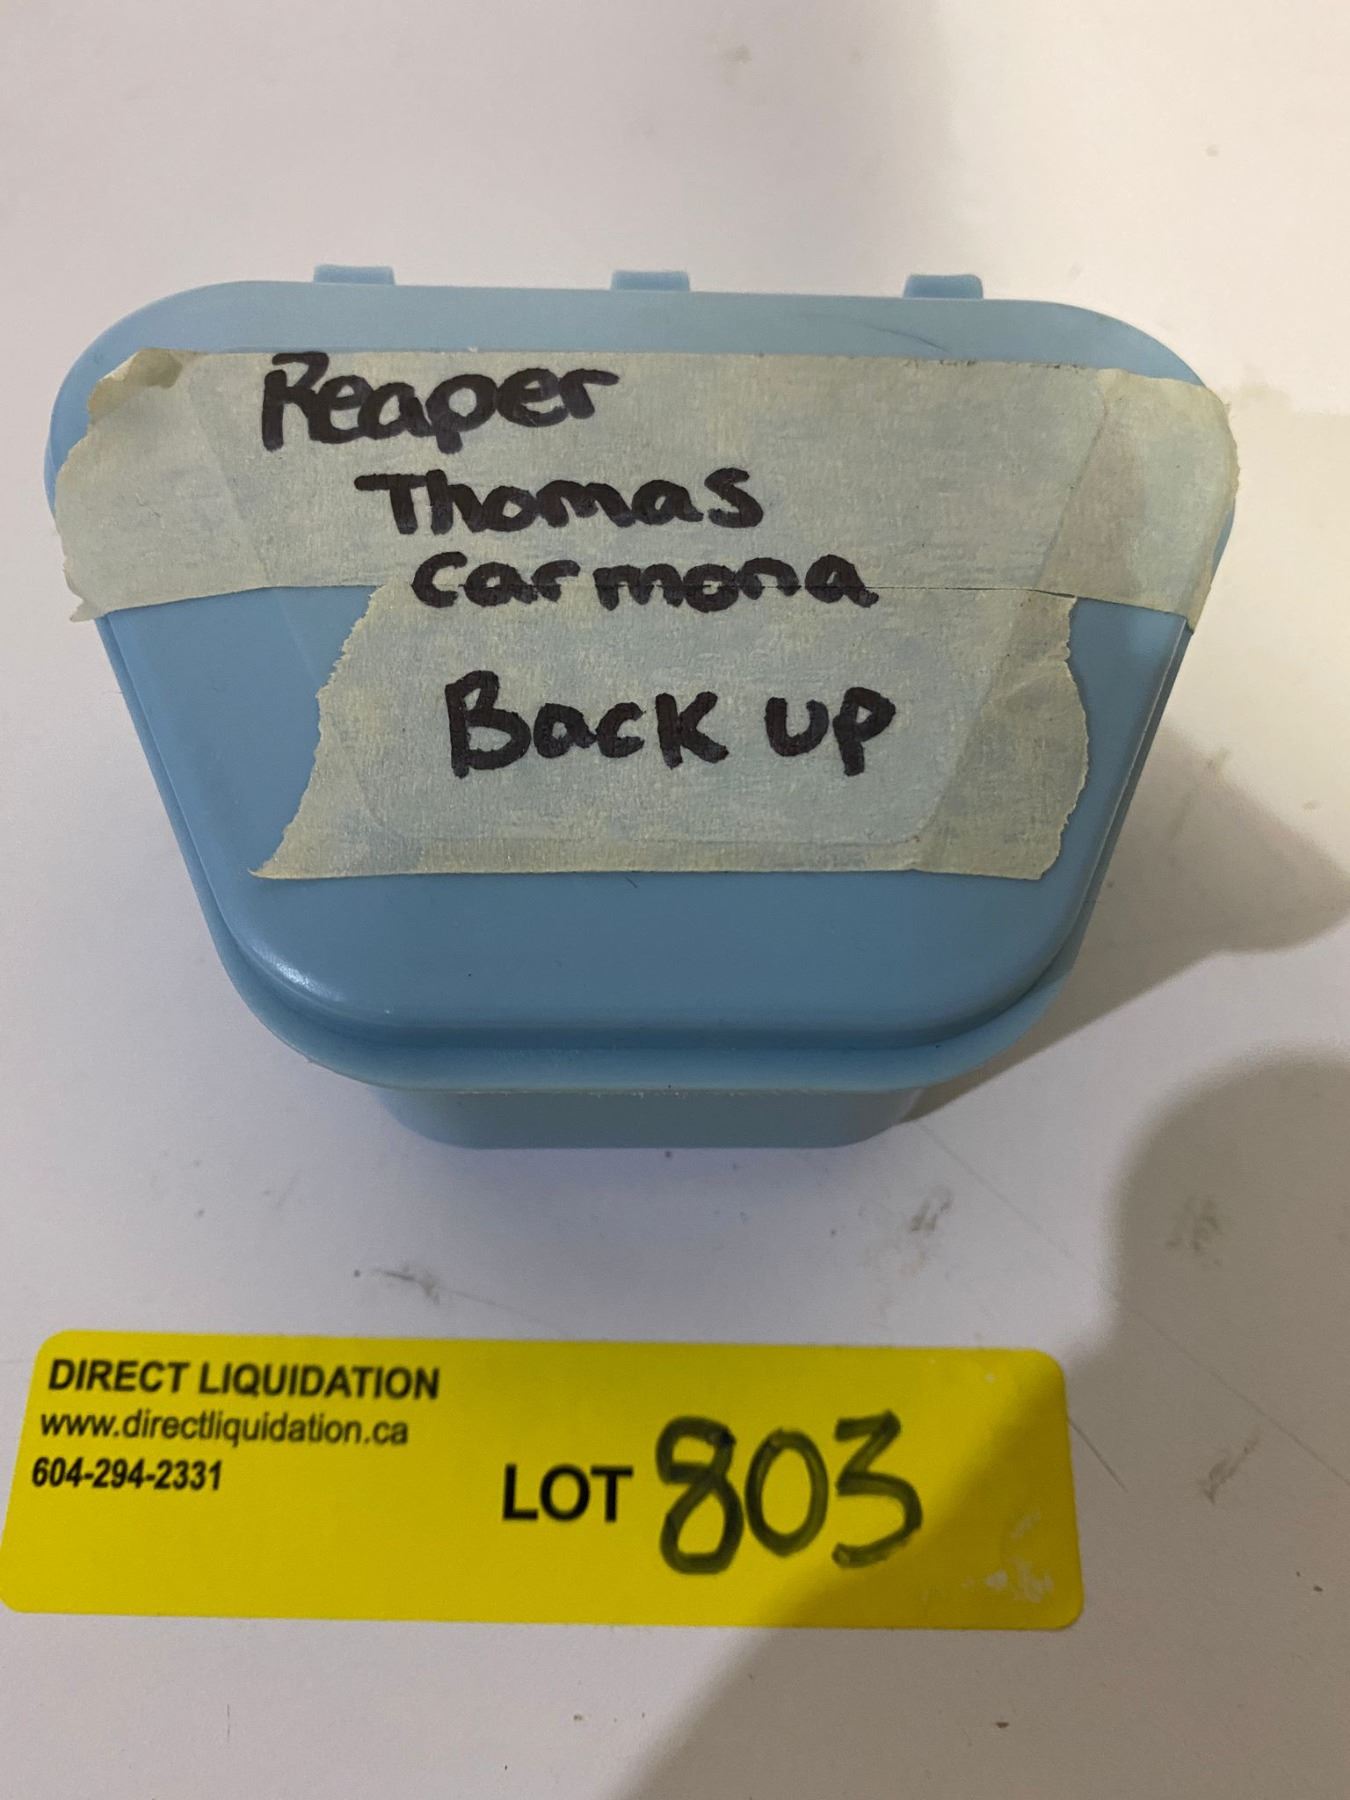 Reaper
Thomas
Carmona
Back up
DIRECT LIQUIDATION
www.directliquidation.ca
604-294-2331
LOT 803